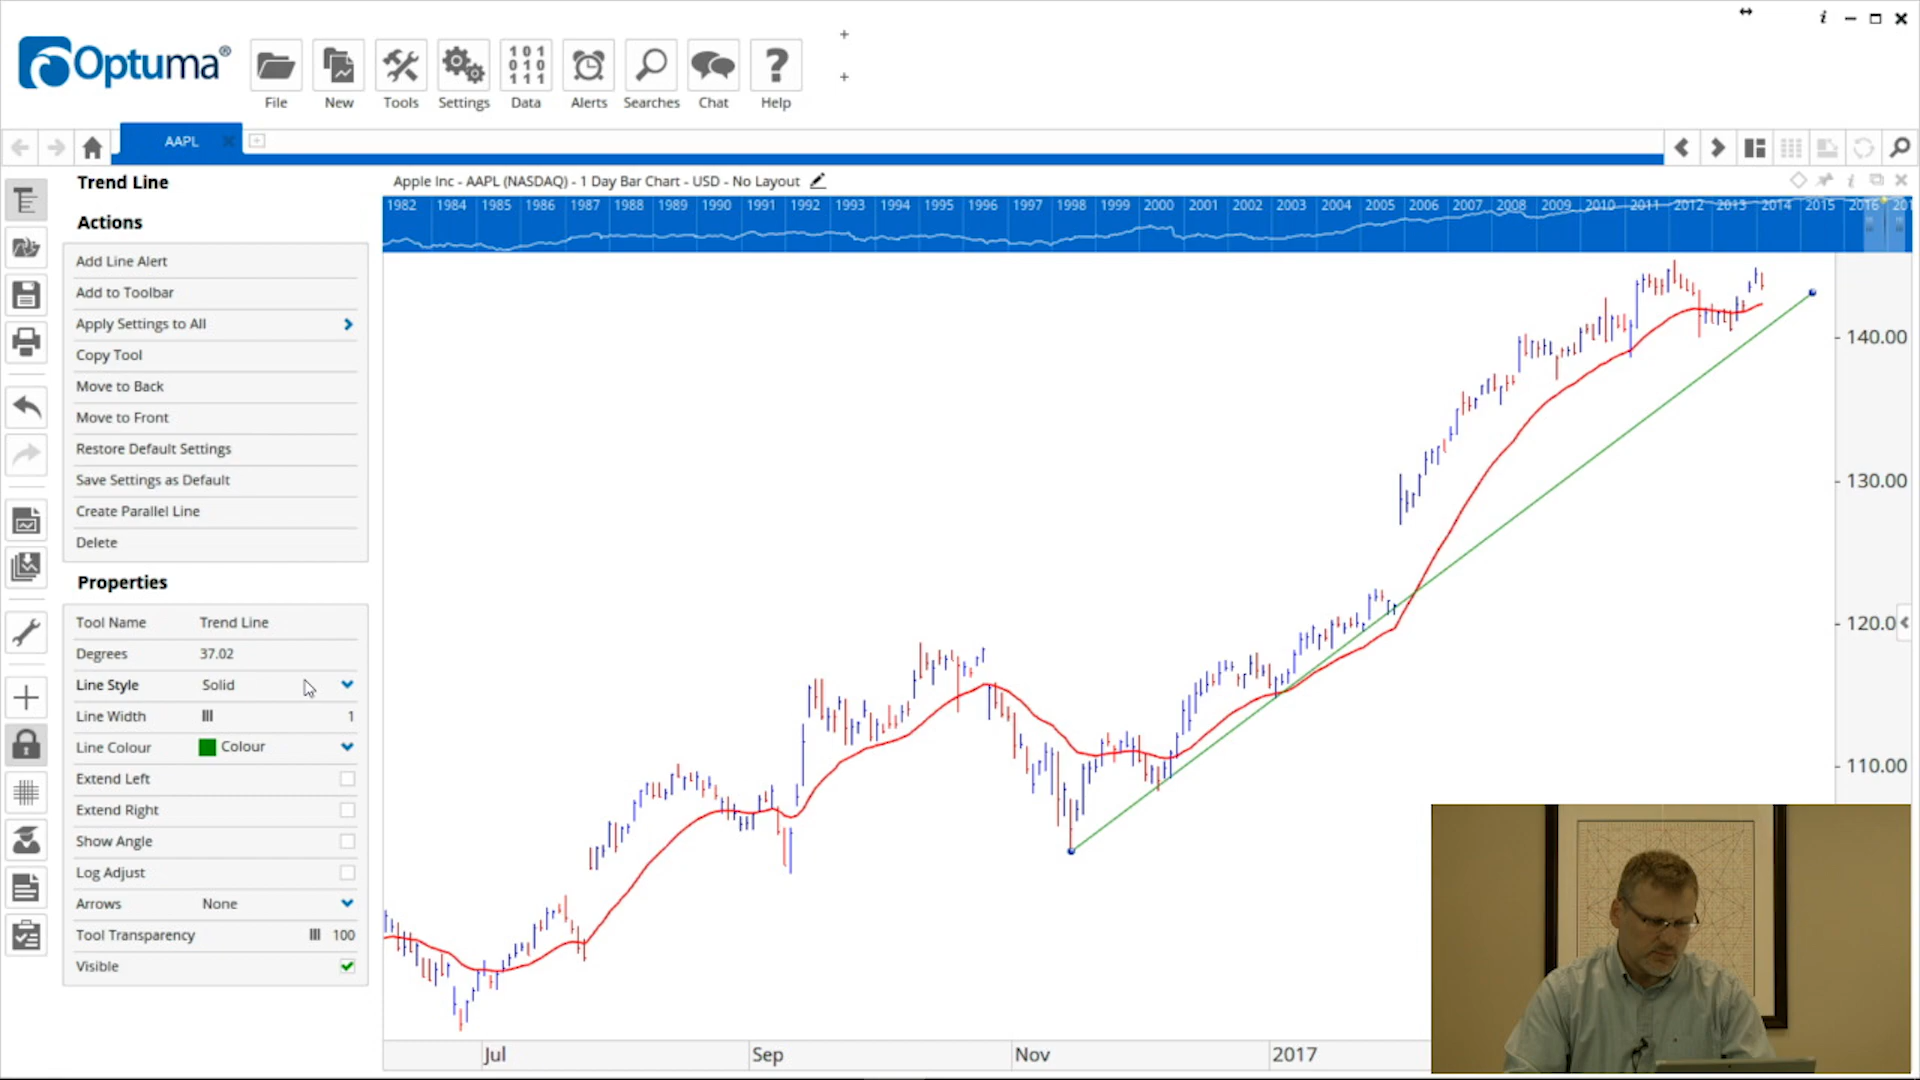 Optuma®
File New Tools Settings Data Alerts Searches Chat Help
AAPL
Trend Line
Apple Inc - AAPL (NASDAQ) - 1 Day Bar Chart - USD - No Layout
1982 1984 1985 1986 1987 1988 1989 1990 1991 1992 1993 1994 1995 1996 1997 1998 1999 2000 2001 2002 2003 2004 2005 2006 2007 2008 2009 2010 2011 2012 2013 2014 2015 2016 201
Actions
Add Line Alert
Add to Toolbar
Apply Settings to All
Copy Tool
Move to Back
Move to Front
Restore Default Settings
Save Settings as Default
Create Parallel Line
Delete
Properties
Tool Name Trend Line
Degrees 37.02
Line Style Solid
Line Width 1
Line Colour Colour
Extend Left
Extend Right
Show Angle
Log Adjust
Arrows None
Tool Transparency 100
Visible
140.00
130.00
120.0
110.00
Jul Sep Nov 2017